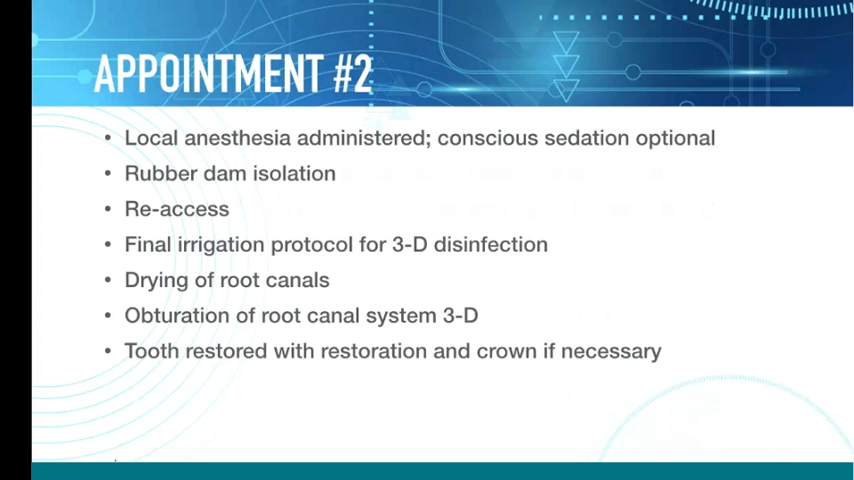 APPOINTMENT #2
• Local anesthesia administered; conscious sedation optional
• Rubber dam isolation
• Re-access
• Final irrigation protocol for 3-D disinfection
• Drying of root canals
• Obturation of root canal system 3-D
• Tooth restored with restoration and crown if necessary